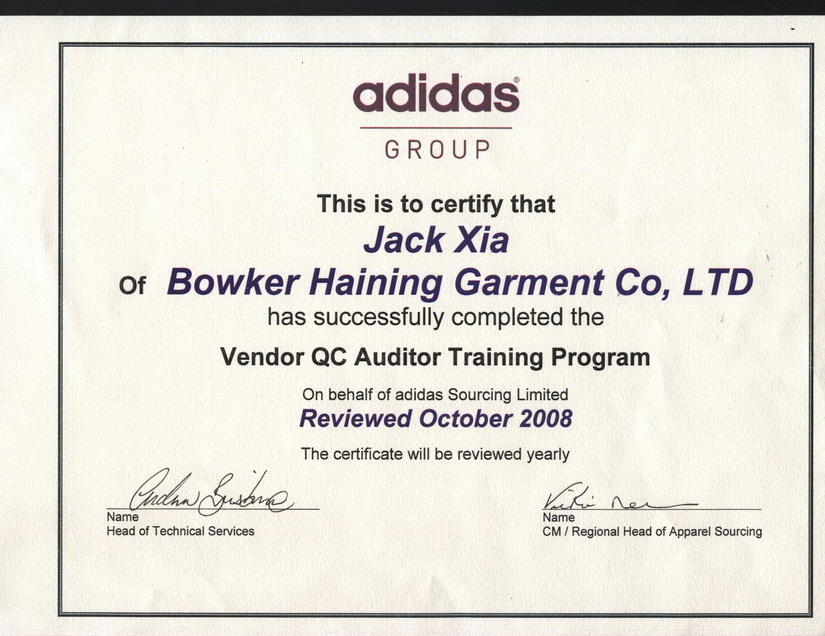 adidas®
GROUP
This is to certify that
Jack Xia
Of Bowker Haining Garment Co, LTD
has successfully completed the
Vendor QC Auditor Training Program
On behalf of adidas Sourcing Limited
Reviewed October 2008
The certificate will be reviewed yearly
Name
Head of Technical Services
Name
CM / Regional Head of Apparel Sourcing